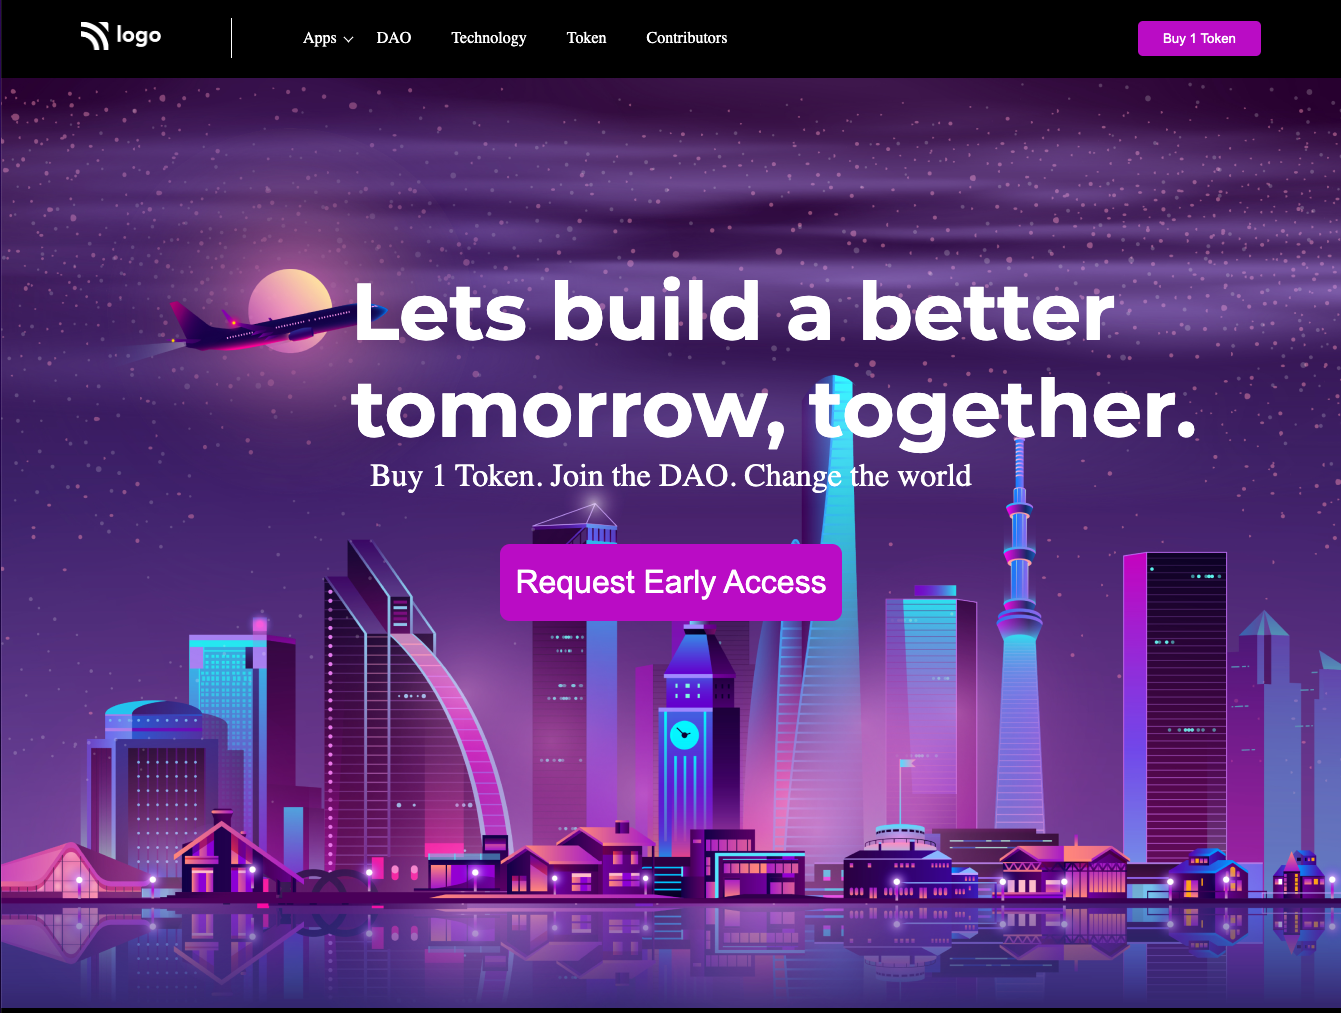 logo
Apps DAO Technology Token Contributors
Buy 1 Token
Lets build a better
tomorrow, together.
Buy 1 Token. Join the DAO. Change the world
Request Early Access